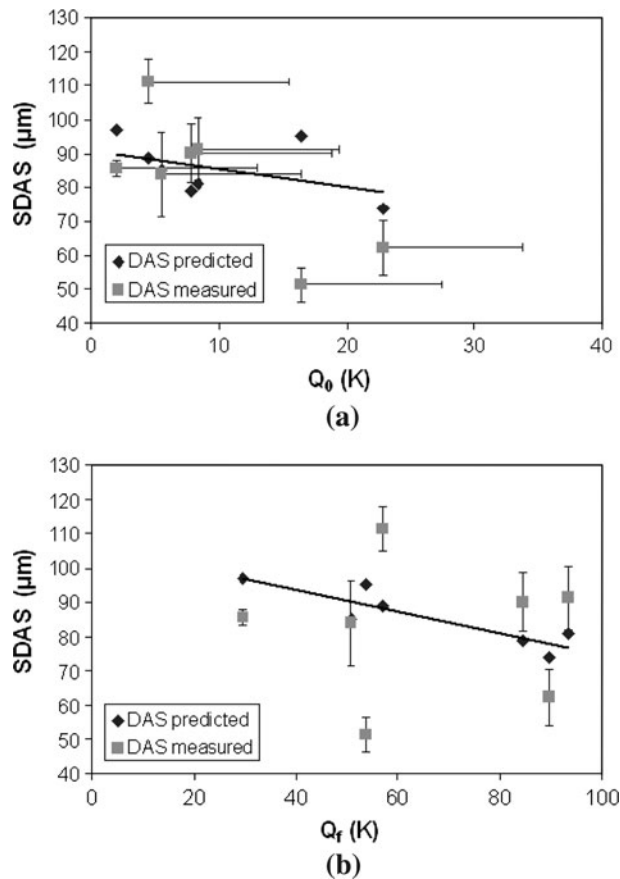 130
120
110
100
90
80
70
60
50
40
SDAS (µm)
DAS predicted
DAS measured
0 10 20 30 40
Q₀ (K)
(a)
130
120
110
100
90
80
70
60
50
40
SDAS (µm)
DAS predicted
DAS measured
0 20 40 60 80 100
Qf (K)
(b)